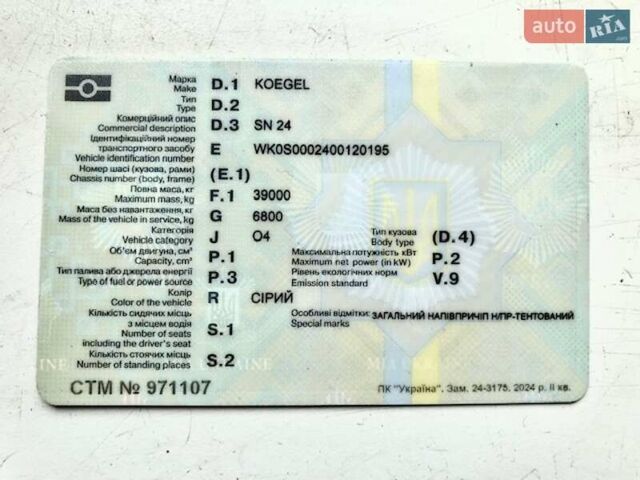 auto RIA .com
Марка
Make D.1 KOEGEL
Тип
Type D.2
Комерційний опис
Commercial description D.3 SN 24
Ідентифікаційний номер
транспортного засобу
Vehicle identification number E WK0S0002400120195
Номер шасі (кузова, рами)
Chassis number (body, frame) (E.1)
Повна маса, кг
Maximum mass, kg F.1 39000
Маса без навантаження, кг
Mass of the vehicle in service, kg G 6800
Категорія
Vehicle category J O4
Тип кузова
Body type (D.4)
Об'єм двигуна, см³
Capacity, cm³ P.1
Максимальна потужність кВт
Maximum net power (in kW) P.2
Тип палива або джерела енергії
Type of fuel or power source P.3
Рівень екологічних норм
Emission standard V.9
Колір
Color of the vehicle R СІРИЙ
Кількість сидячих місць
з місцем водія
Number of seats
including the driver's seat S.1
Особливі відмітки: ЗАГАЛЬНИЙ НАПІВПРИЧІП Н/ПР-ТЕНТОВАНИЙ
Special marks
Кількість стоячих місць
Number of standing places S.2
СТМ № 971107
ПК "Україна". Зам. 24-3175. 2024 р. II кв.